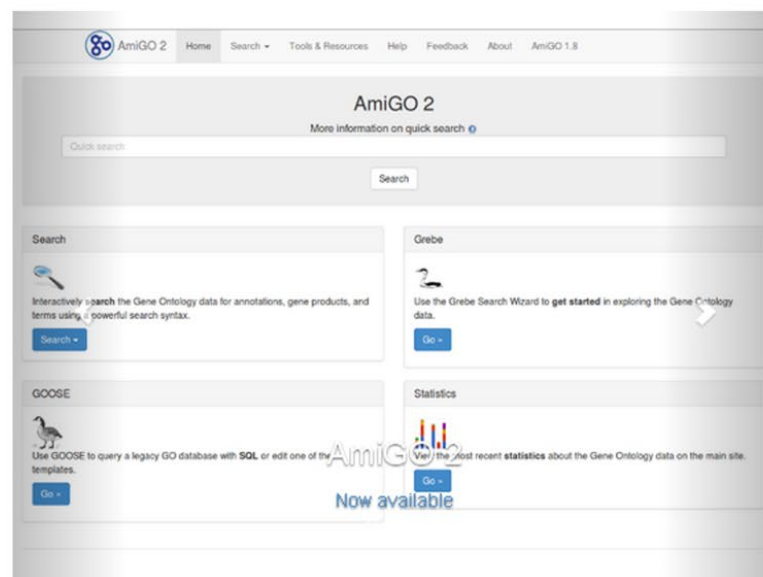 AmiGO 2 Home Search Tools & Resources Help Feedback About AmiGO 1.8
AmiGO 2
More information on quick search
Quick search
Search
Search
Interactively search the Gene Ontology data for annotations, gene products, and
terms using a powerful search syntax.
Search
Grebe
Use the Grebe Search Wizard to get started in exploring the Gene Ontology
data.
Go »
GOOSE
Use GOOSE to query a legacy GO database with SQL or edit one of the
templates.
Go »
Statistics
View the most recent statistics about the Gene Ontology data on the main site.
Go »
AmiGO 2
Now available